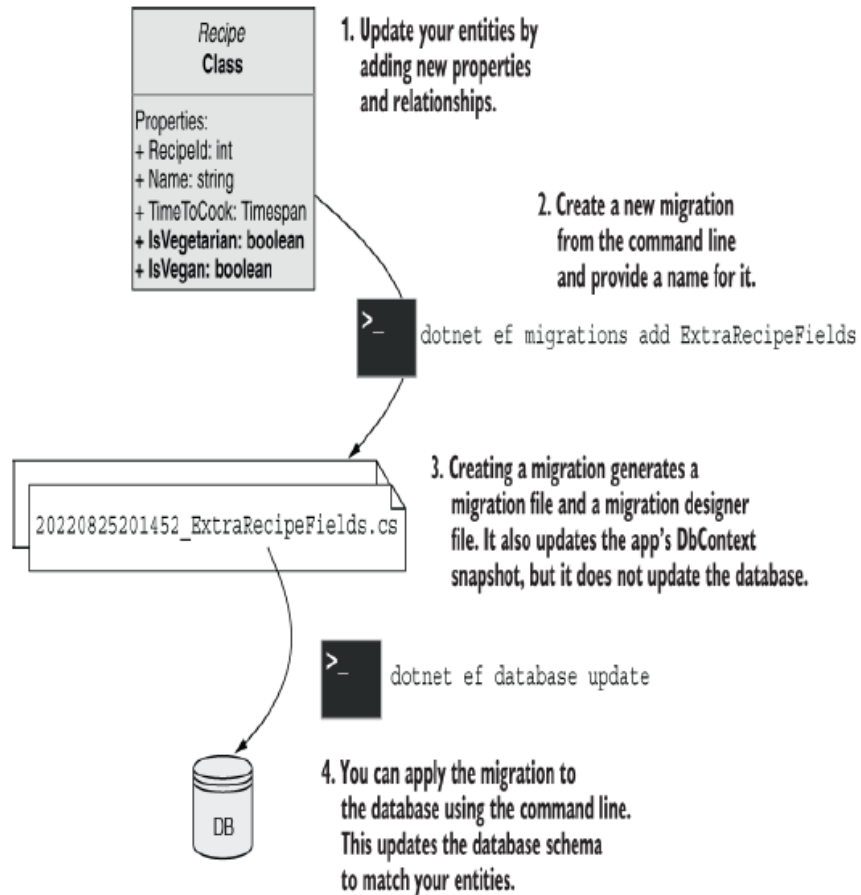 Recipe
Class
Properties:
+ RecipeId: int
+ Name: string
+ TimeToCook: Timespan
+ IsVegetarian: boolean
+ IsVegan: boolean
1. Update your entities by
adding new properties
and relationships.
2. Create a new migration
from the command line
and provide a name for it.
>_
dotnet ef migrations add ExtraRecipeFields
3. Creating a migration generates a
migration file and a migration designer
file. It also updates the app's DbContext
snapshot, but it does not update the database.
20220825201452_ExtraRecipeFields.cs
>_
dotnet ef database update
4. You can apply the migration to
the database using the command line.
This updates the database schema
to match your entities.
DB